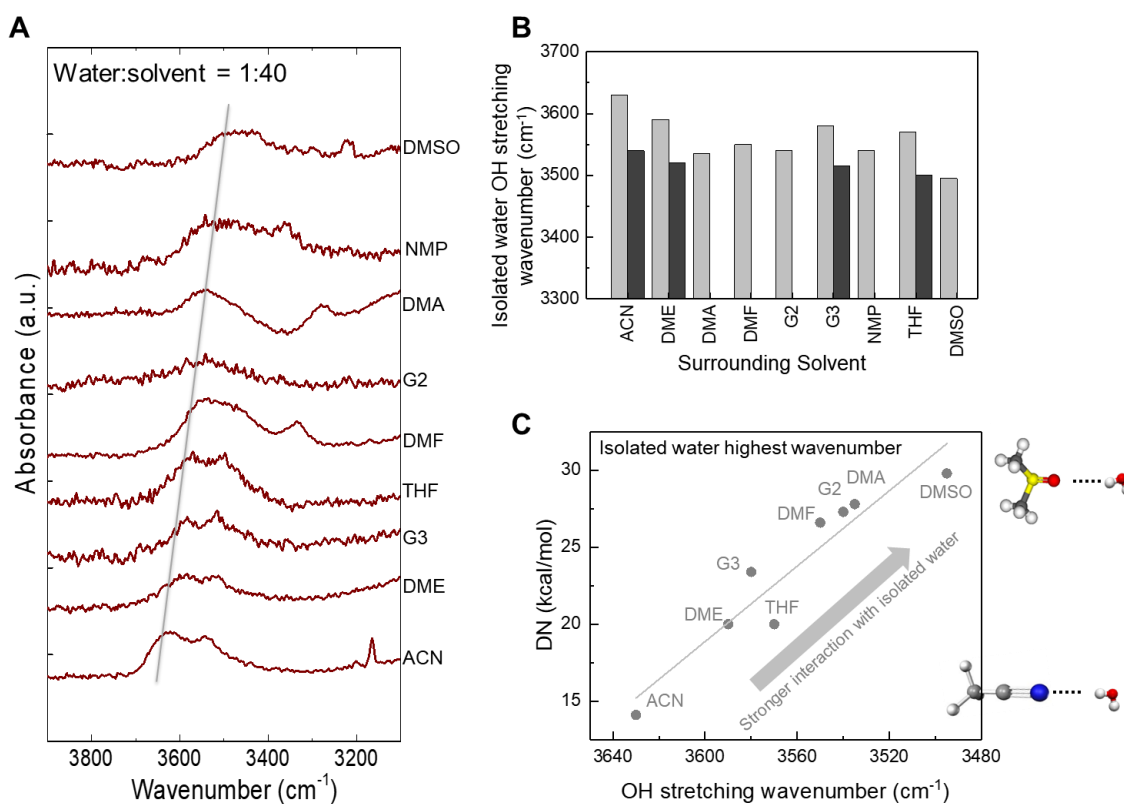 A
Water:solvent = 1:40
DMSO
NMP
DMA
G2
DMF
THF
G3
DME
ACN
Absorbance (a.u.)
3800
3600
3400
3200
Wavenumber (cm-1)
B
3700
3600
3500
3400
3300
Isolated water OH stretching
wavenumber (cm-1)
ACN
DME
DMA
DMF
G2
G3
NMP
THF
DMSO
Surrounding Solvent
C
Isolated water highest wavenumber
30
25
20
15
DN (kcal/mol)
DMA
G2
DMF
DMSO
G3
DME
THF
ACN
Stronger interaction with isolated water
3640
3600
3560
3520
3480
OH stretching wavenumber (cm-1)